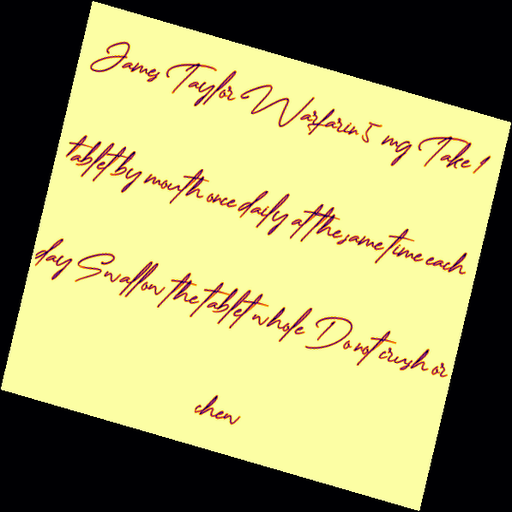 James Taylor Warfarin 5 mg Take 1
tablet by mouth once daily at the same time each
day Swallow the tablet whole Do not crush or
chew